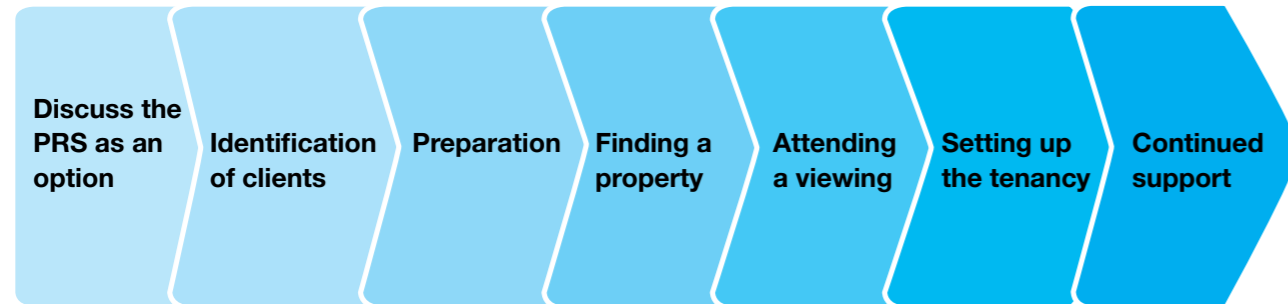 Discuss the
PRS as an
option
Identification
of clients
Preparation
Finding a
property
Attending
a viewing
Setting up
the tenancy
Continued
support